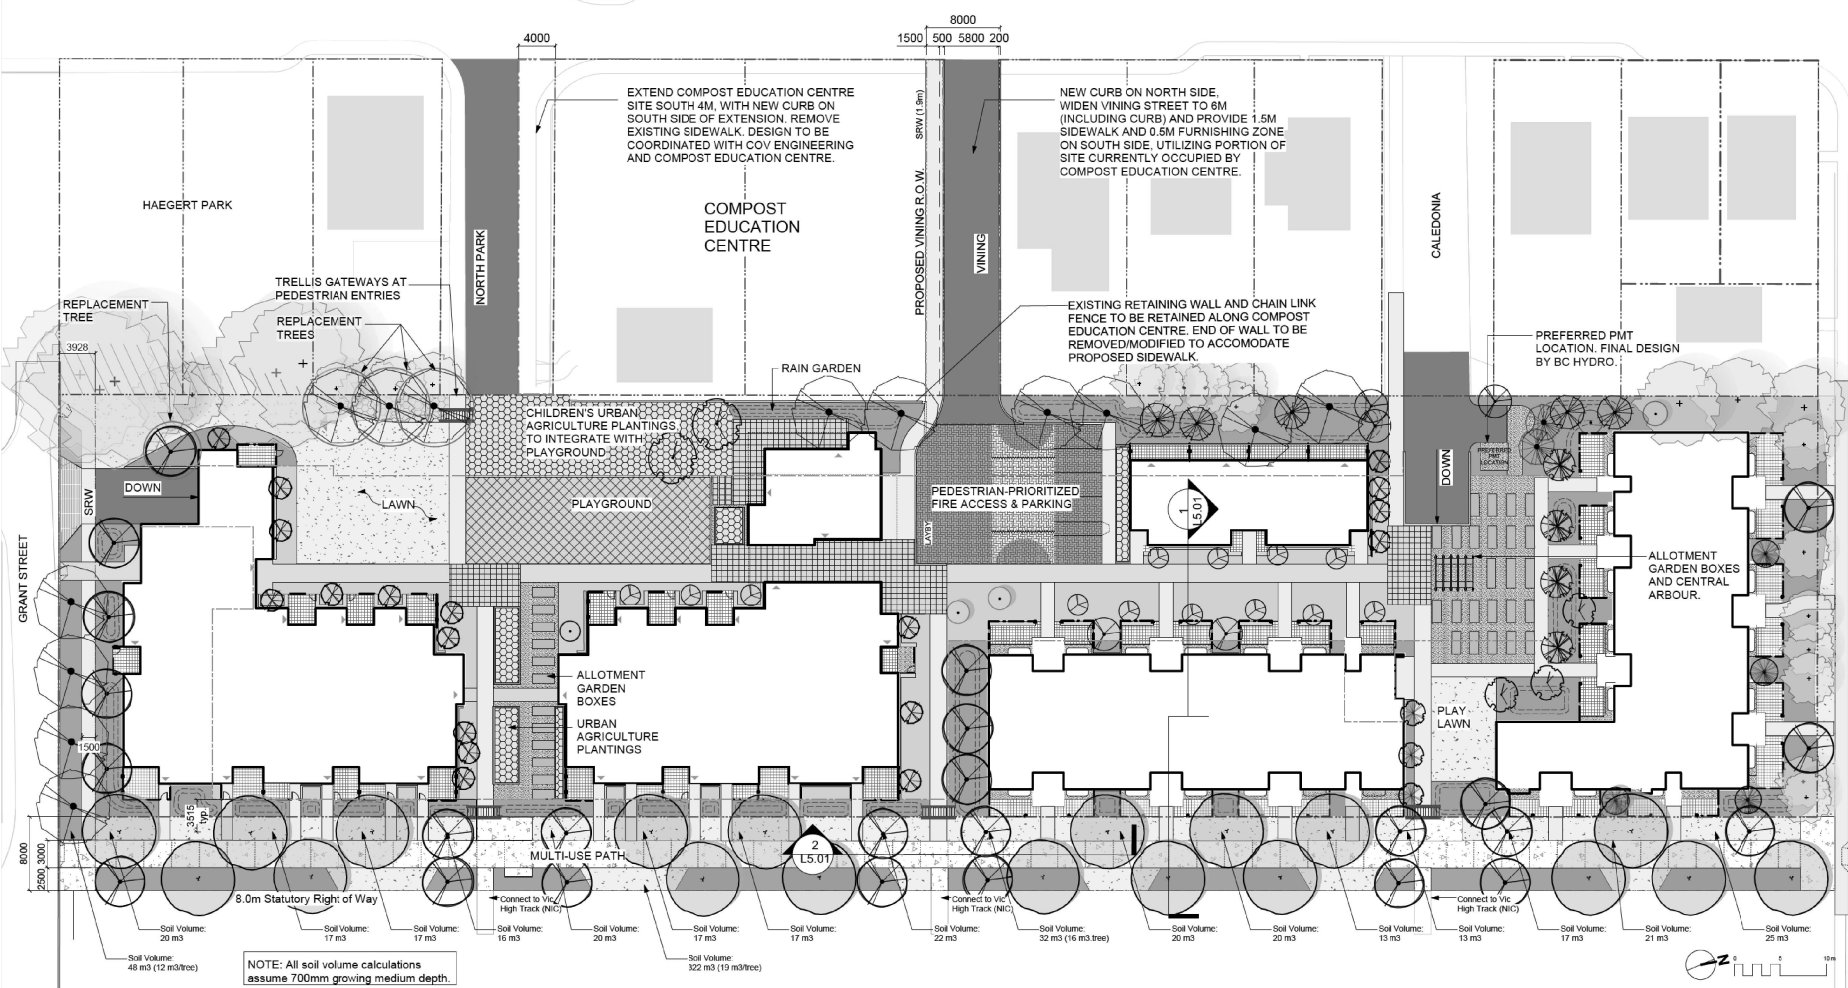 8000
4000
1500
500
5800
200
EXTEND COMPOST EDUCATION CENTRE
SITE SOUTH 4M, WITH NEW CURB ON
SOUTH SIDE OF EXTENSION. REMOVE
EXISTING SIDEWALK. DESIGN TO BE
COORDINATED WITH COV ENGINEERING
AND COMPOST EDUCATION CENTRE.
NEW CURB ON NORTH SIDE,
WIDEN VINING STREET TO 6M
(INCLUDING CURB) AND PROVIDE 1.5M
SIDEWALK AND 0.5M FURNISHING ZONE
ON SOUTH SIDE, UTILIZING PORTION OF
SITE CURRENTLY OCCUPIED BY
COMPOST EDUCATION CENTRE.
SRW (1.9m)
PROPOSED VINING R.O.W.
HAEGERT PARK
COMPOST
EDUCATION
CENTRE
NORTH PARK
VINING
CALEDONIA
TRELLIS GATEWAYS AT
PEDESTRIAN ENTRIES
REPLACEMENT
TREE
REPLACEMENT
TREES
EXISTING RETAINING WALL AND CHAIN LINK
FENCE TO BE RETAINED ALONG COMPOST
EDUCATION CENTRE. END OF WALL TO BE
REMOVED/MODIFIED TO ACCOMODATE
PROPOSED SIDEWALK.
PREFERRED PMT
LOCATION. FINAL DESIGN
BY BC HYDRO.
3928
RAIN GARDEN
CHILDREN'S URBAN
AGRICULTURE PLANTINGS,
TO INTEGRATE WITH
PLAYGROUND
PREFERRED
PMT
LOCATION
DOWN
SRW
LAWN
PLAYGROUND
PEDESTRIAN-PRIORITIZED
FIRE ACCESS & PARKING
LAYBY
1
L5.01
DOWN
GRANT STREET
ALLOTMENT
GARDEN BOXES
AND CENTRAL
ARBOUR.
ALLOTMENT
GARDEN
BOXES
URBAN
AGRICULTURE
PLANTINGS
PLAY
LAWN
1500
3515
typ.
8000
3000
2500
MULTI-USE PATH
2
L5.01
8.0m Statutory Right of Way
Connect to Vic
High Track (NIC)
Connect to Vic
High Track (NIC)
Connect to Vic
High Track (NIC)
Soil Volume:
20 m3
Soil Volume:
17 m3
Soil Volume:
17 m3
Soil Volume:
16 m3
Soil Volume:
20 m3
Soil Volume:
17 m3
Soil Volume:
17 m3
Soil Volume:
22 m3
Soil Volume:
32 m3 (16 m3.tree)
Soil Volume:
20 m3
Soil Volume:
20 m3
Soil Volume:
13 m3
Soil Volume:
13 m3
Soil Volume:
17 m3
Soil Volume:
21 m3
Soil Volume:
25 m3
Soil Volume:
48 m3 (12 m3/tree)
Soil Volume:
322 m3 (19 m3/tree)
NOTE: All soil volume calculations
assume 700mm growing medium depth.
Z
0
5
10 m